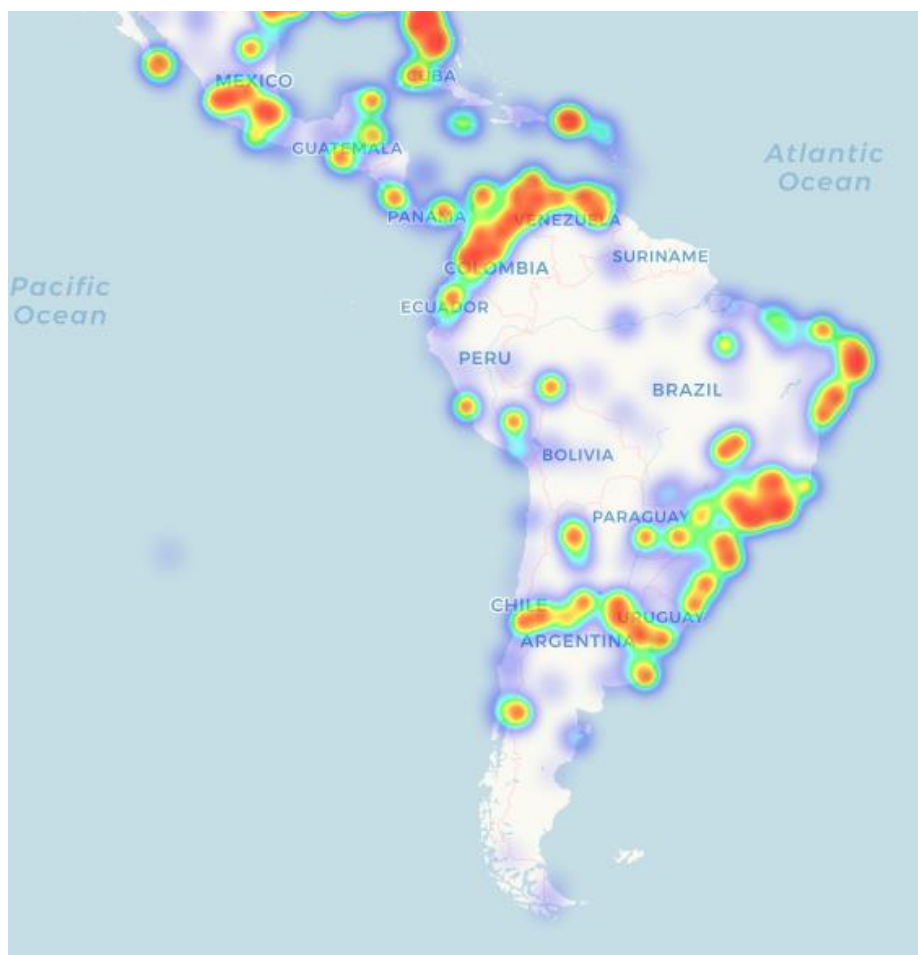 CUBA
MEXICO
GUATEMALA
Atlantic
Ocean
PANAMA
VENEZUELA
SURINAME
COLOMBIA
Pacific
Ocean
ECUADOR
PERU
BRAZIL
BOLIVIA
PARAGUAY
CHILE
URUGUAY
ARGENTINA